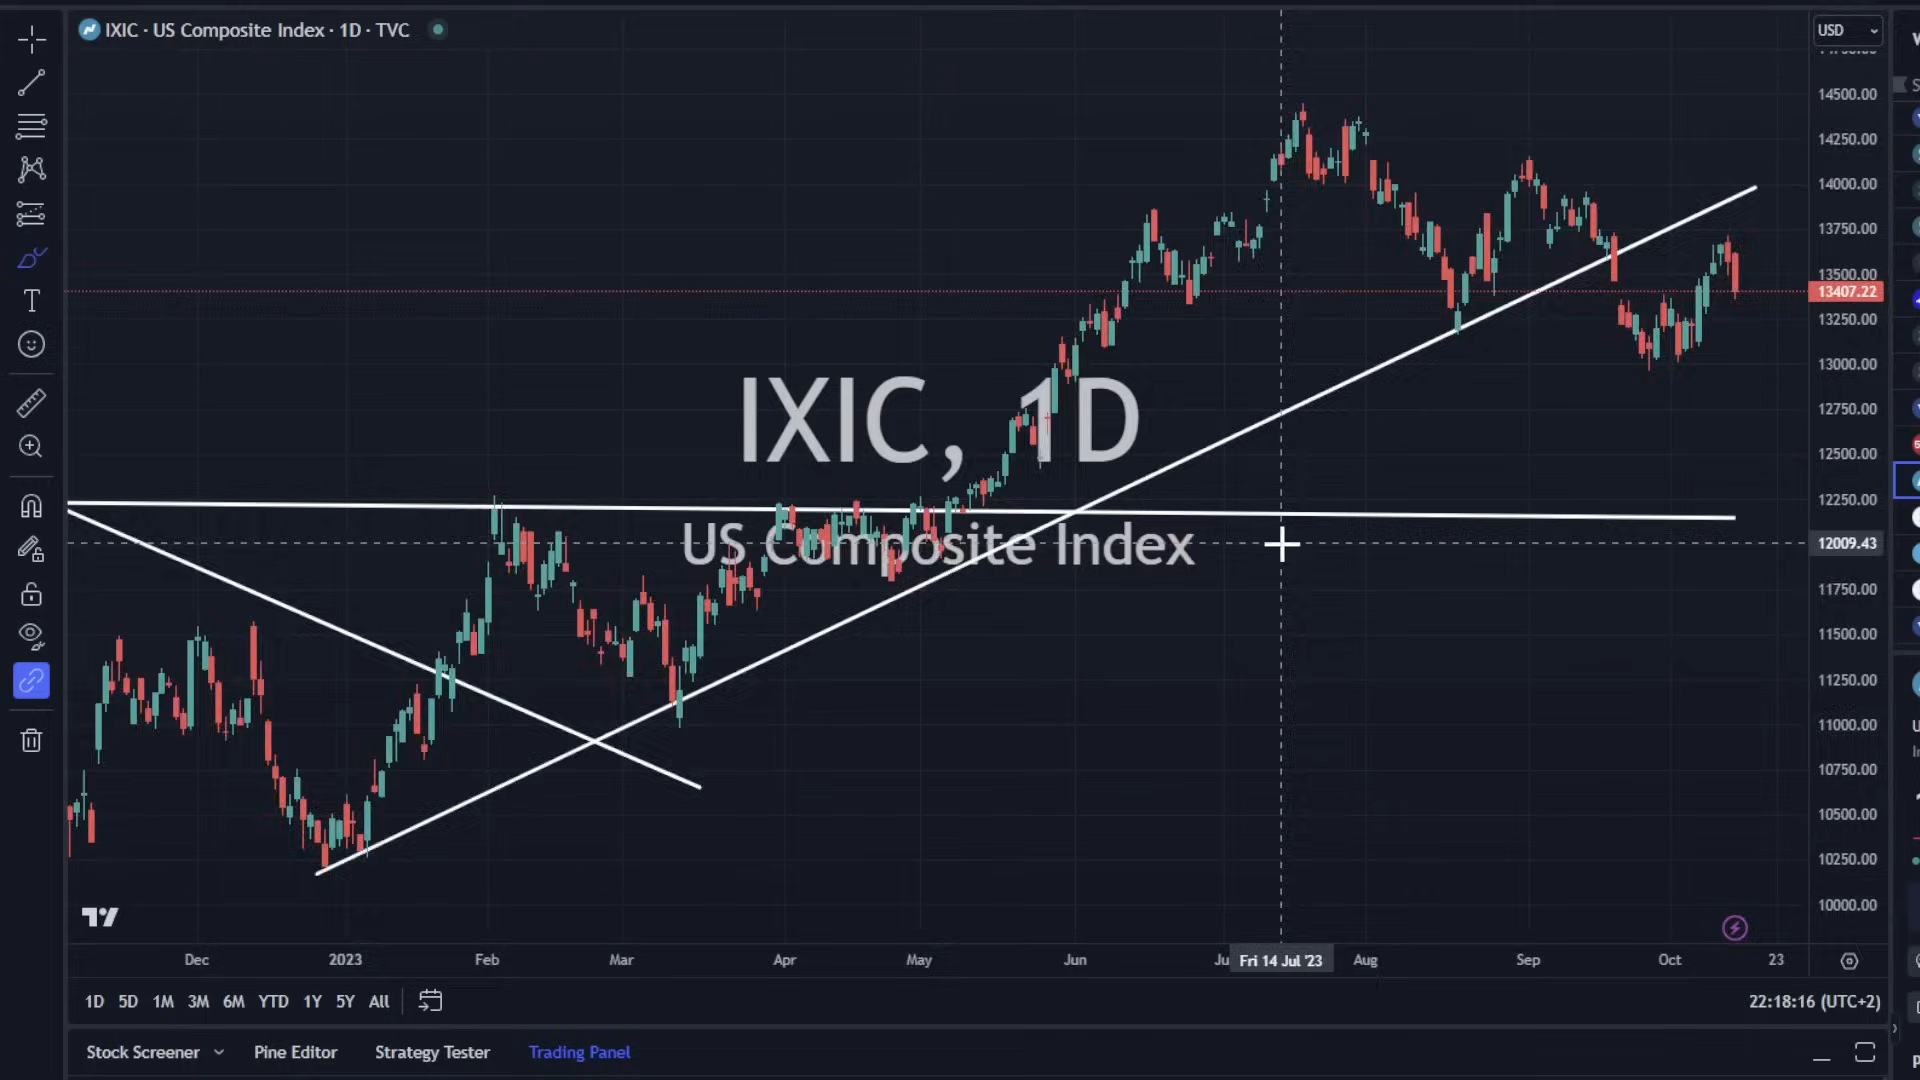 IXIC · US Composite Index · 1D · TVC
USD
14500.00
14250.00
14000.00
13750.00
13500.00
13407.22
13250.00
13000.00
12750.00
12500.00
12250.00
12009.43
11750.00
11500.00
11250.00
11000.00
10750.00
10500.00
10250.00
10000.00
IXIC, 1D
US Composite Index
Dec 2023 Feb Mar Apr May Jun Ju Fri 14 Jul '23 Aug Sep Oct 23
1D 5D 1M 3M 6M YTD 1Y 5Y All 22:18:16 (UTC+2)
Stock Screener Pine Editor Strategy Tester Trading Panel